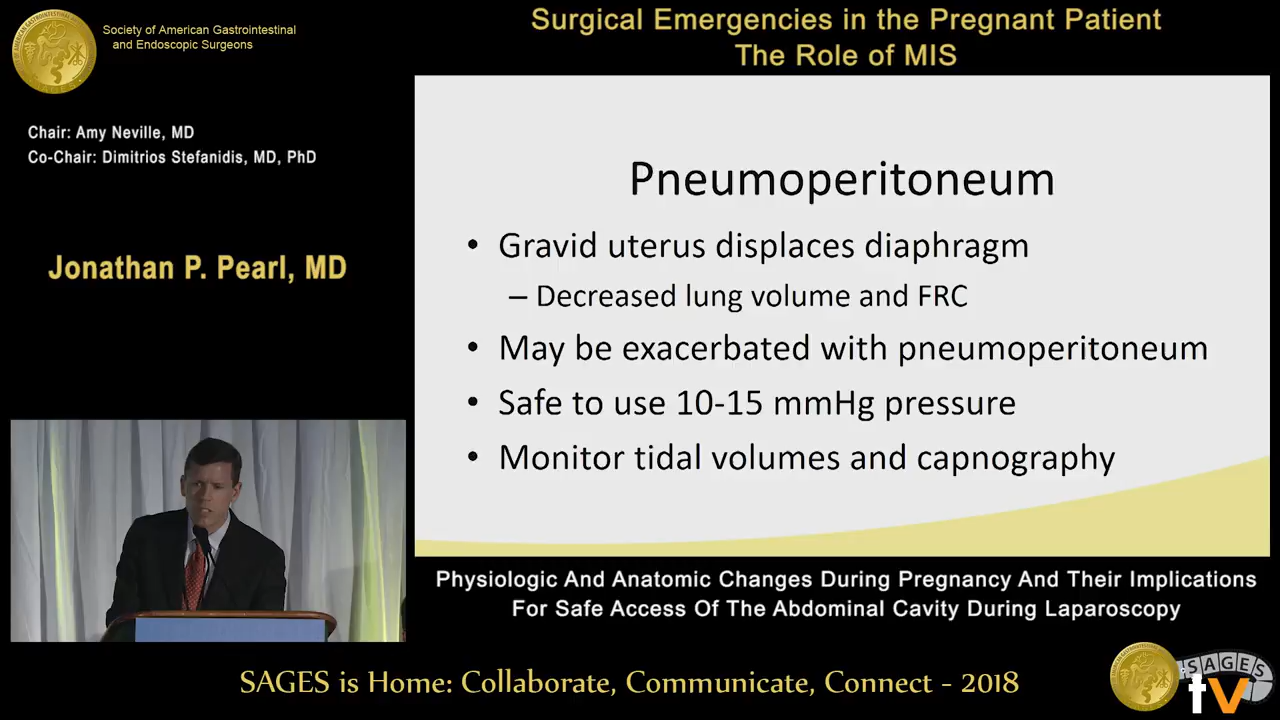 Society of American Gastrointestinal
and Endoscopic Surgeons
Surgical Emergencies in the Pregnant Patient
The Role of MIS
Chair: Amy Neville, MD
Co-Chair: Dimitrios Stefanidis, MD, PhD
Jonathan P. Pearl, MD
Pneumoperitoneum
• Gravid uterus displaces diaphragm
– Decreased lung volume and FRC
• May be exacerbated with pneumoperitoneum
• Safe to use 10-15 mmHg pressure
• Monitor tidal volumes and capnography
Physiologic And Anatomic Changes During Pregnancy And Their Implications
For Safe Access Of The Abdominal Cavity During Laparoscopy
SAGES is Home: Collaborate, Communicate, Connect - 2018
SAGES
tv